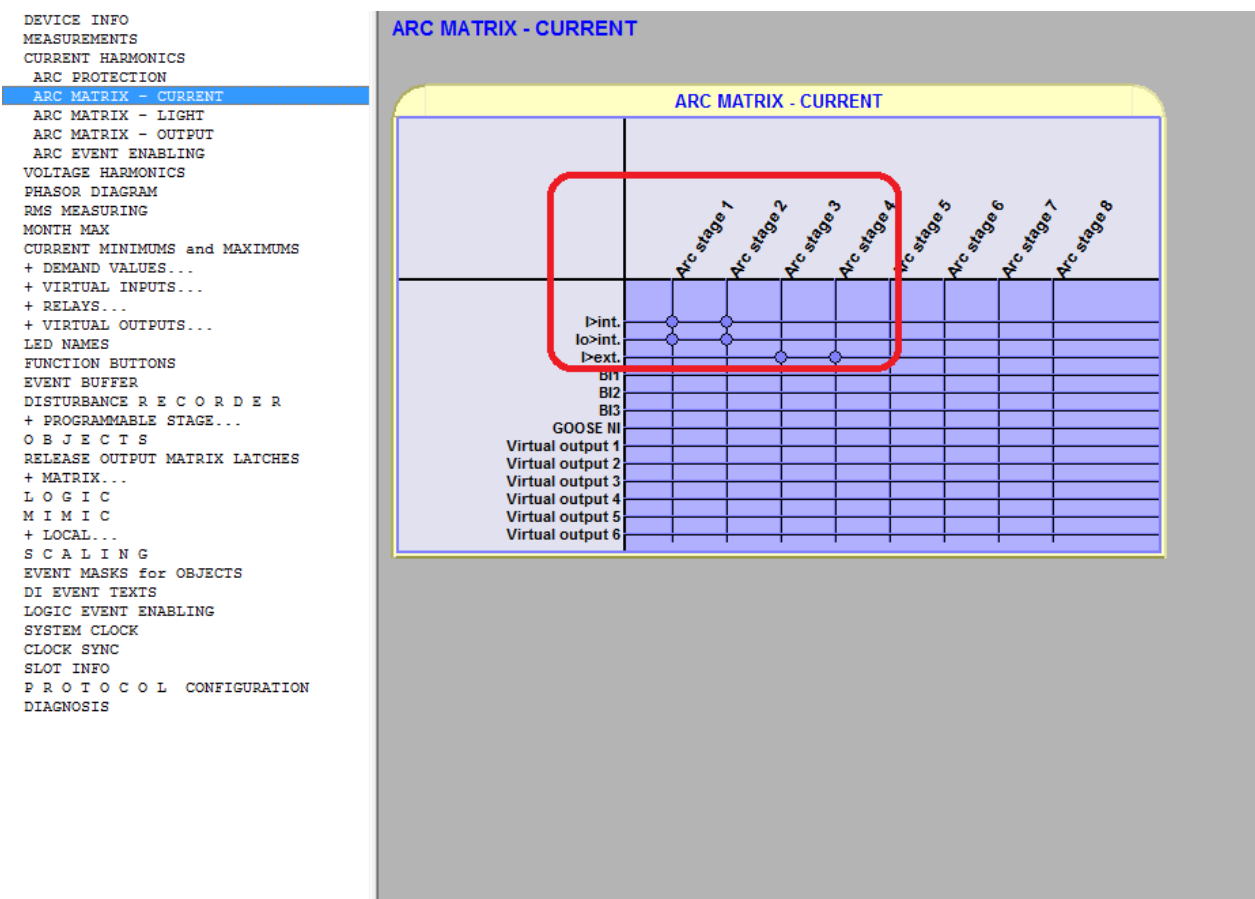 DEVICE INFO
MEASUREMENTS
CURRENT HARMONICS
ARC PROTECTION
ARC MATRIX - CURRENT
ARC MATRIX - LIGHT
ARC MATRIX - OUTPUT
ARC EVENT ENABLING
VOLTAGE HARMONICS
PHASOR DIAGRAM
RMS MEASURING
MONTH MAX
CURRENT MINIMUMS and MAXIMUMS
+ DEMAND VALUES...
+ VIRTUAL INPUTS...
+ RELAYS...
+ VIRTUAL OUTPUTS...
LED NAMES
FUNCTION BUTTONS
EVENT BUFFER
DISTURBANCE R E C O R D E R
+ PROGRAMMABLE STAGE...
O B J E C T S
RELEASE OUTPUT MATRIX LATCHES
+ MATRIX...
L O G I C
M I M I C
+ LOCAL...
S C A L I N G
EVENT MASKS for OBJECTS
DI EVENT TEXTS
LOGIC EVENT ENABLING
SYSTEM CLOCK
CLOCK SYNC
SLOT INFO
P R O T O C O L CONFIGURATION
DIAGNOSIS
ARC MATRIX - CURRENT
ARC MATRIX - CURRENT
Arc stage 1
Arc stage 2
Arc stage 3
Arc stage 4
Arc stage 5
Arc stage 6
Arc stage 7
Arc stage 8
I>int.
Io>int.
I>ext.
BI1
BI2
BI3
GOOSE NI
Virtual output 1
Virtual output 2
Virtual output 3
Virtual output 4
Virtual output 5
Virtual output 6